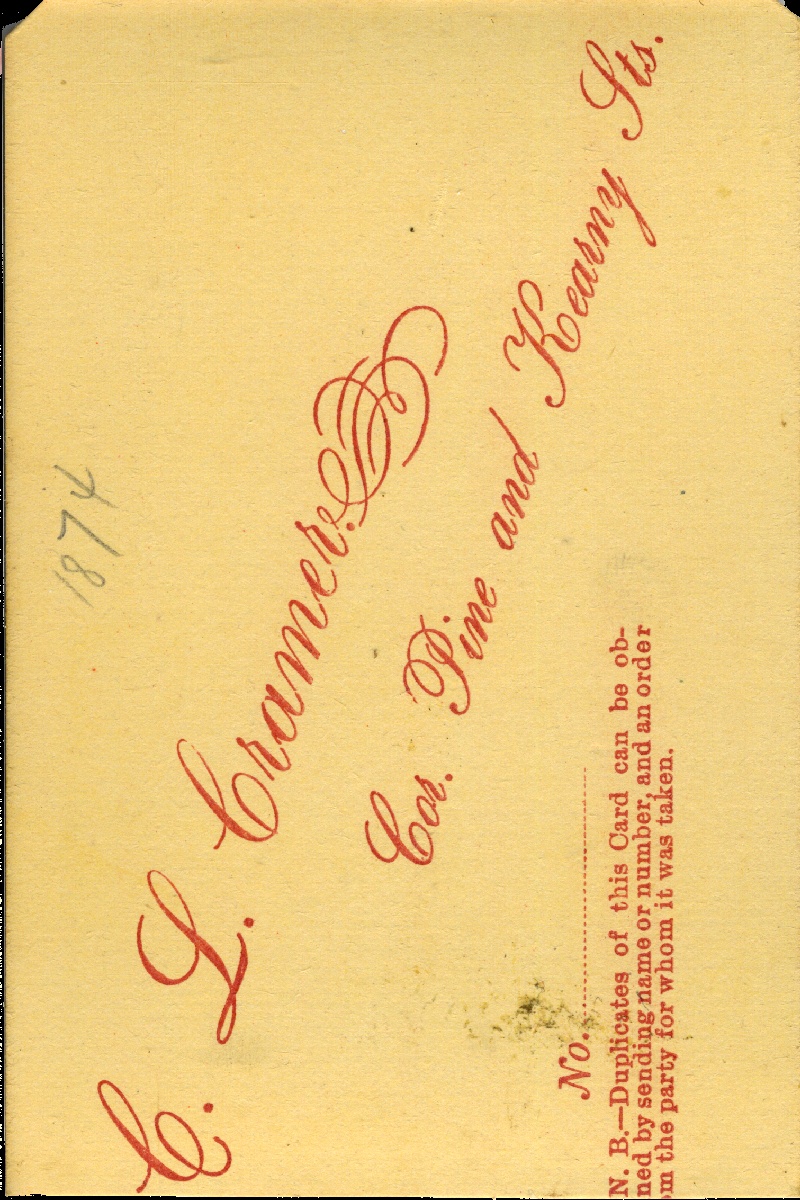 1874
C. L. Cramer.
Cor. Pine and Kearny Sts.
No.
N. B.—Duplicates of this Card can be ob-
ned by sending name or number, and an order
om the party for whom it was taken.